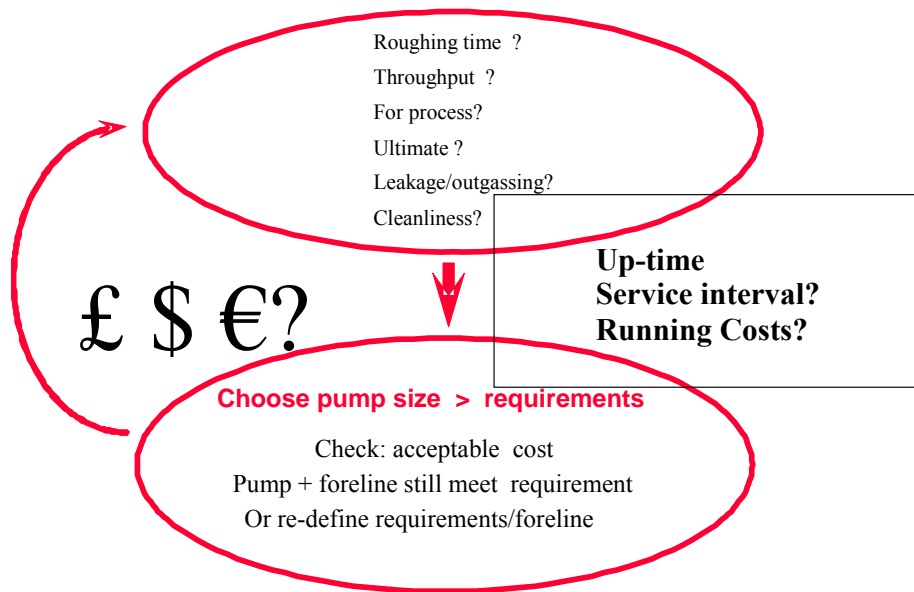 Roughing time ?
Throughput ?
For process?
Ultimate ?
Leakage/outgassing?
Cleanliness?
Up-time
Service interval?
Running Costs?
£ $ €?
Choose pump size > requirements
Check: acceptable cost
Pump + foreline still meet requirement
Or re-define requirements/foreline